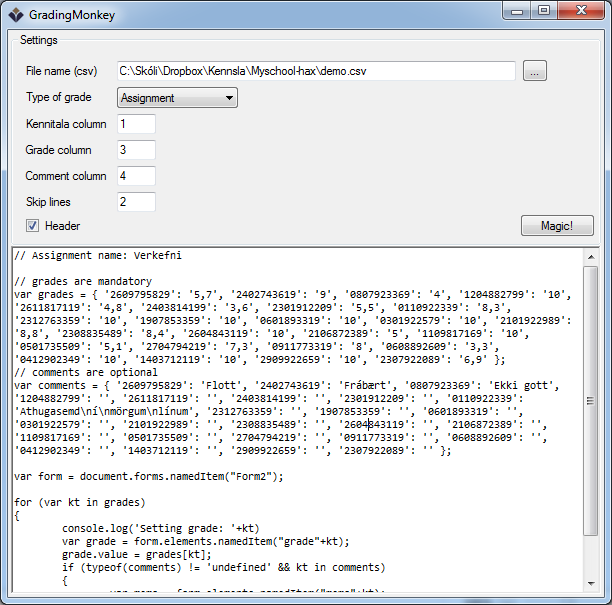 GradingMonkey
Settings
File name (csv) C:\Skóli\Dropbox\Kennsla\Myschool-hax\demo.csv ...
Type of grade Assignment
Kennitala column 1
Grade column 3
Comment column 4
Skip lines 2
Header Magic!
// Assignment name: Verkefni
// grades are mandatory
var grades = { '2609795829': '5,7', '2402743619': '9', '0807923369': '4', '1204882799': '10',
'2611817119': '4,8', '2403814199': '3,6', '2301912209': '5,5', '0110922339': '8,3',
'2312763359': '10', '1907853359': '10', '0601893319': '10', '0301922579': '10', '2101922989':
'8,8', '2308835489': '8,4', '2604843119': '10', '2106872389': '5', '1109817169': '10',
'0501735509': '5,1', '2704794219': '7,3', '0911773319': '8', '0608892609': '3,3',
'0412902349': '10', '1403712119': '10', '2909922659': '10', '2307922089': '6,9' };
// comments are optional
var comments = { '2609795829': 'Flott', '2402743619': 'Frábært', '0807923369': 'Ekki gott',
'1204882799': '', '2611817119': '', '2403814199': '', '2301912209': '', '0110922339':
'Athugasemd\ní\nmörgum\nlínum', '2312763359': '', '1907853359': '', '0601893319': '',
'0301922579': '', '2101922989': '', '2308835489': '', '2604843119': '', '2106872389': '',
'1109817169': '', '0501735509': '', '2704794219': '', '0911773319': '', '0608892609': '',
'0412902349': '', '1403712119': '', '2909922659': '', '2307922089': '' };
var form = document.forms.namedItem("Form2");
for (var kt in grades)
{
console.log('Setting grade: '+kt)
var grade = form.elements.namedItem("grade"+kt);
grade.value = grades[kt];
if (typeof(comments) != 'undefined' && kt in comments)
{